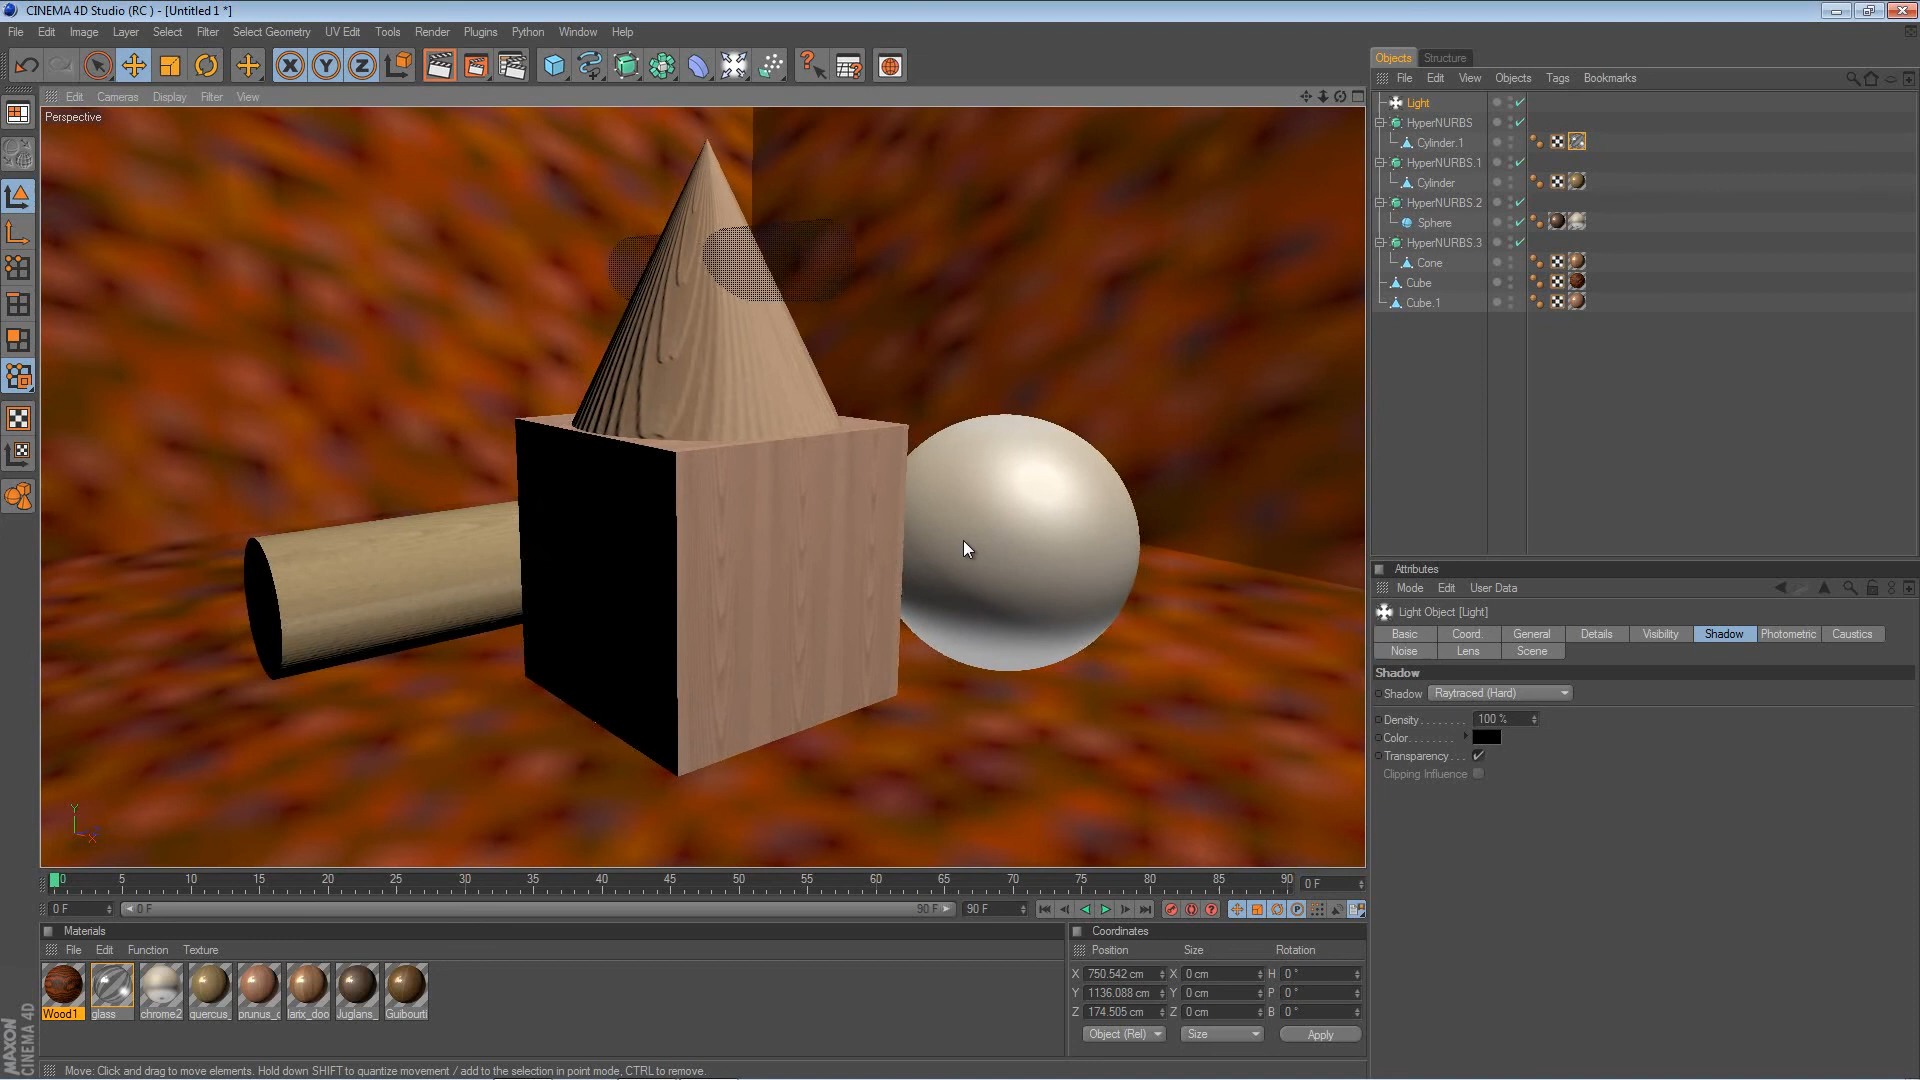 CINEMA 4D Studio (RC ) - [Untitled 1 *]
File Edit Image Layer Select Filter Select Geometry UV Edit Tools Render Plugins Python Window Help
Edit Cameras Display Filter View
Perspective
0 5 10 15 20 25 30 35 40 45 50 55 60 65 70 75 80 85 90 0 F
0 F 0 F 90 F 90 F
Materials
File Edit Function Texture
Wood1 glass chrome2 quercus_ prunus_c larix_doo Juglans_ Guibourti
Coordinates
Position Size Rotation
X 750.542 cm X 0 cm H 0 °
Y 1136.088 cm Y 0 cm P 0 °
Z 174.505 cm Z 0 cm B 0 °
Object (Rel) Size Apply
MAXON
CINEMA 4D
Move: Click and drag to move elements. Hold down SHIFT to quantize movement / add to the selection in point mode, CTRL to remove.
Objects Structure
File Edit View Objects Tags Bookmarks
Light
HyperNURBS
Cylinder.1
HyperNURBS.1
Cylinder
HyperNURBS.2
Sphere
HyperNURBS.3
Cone
Cube
Cube.1
Attributes
Mode Edit User Data
Light Object [Light]
Basic Coord. General Details Visibility Shadow Photometric Caustics
Noise Lens Scene
Shadow
Shadow Raytraced (Hard)
Density 100 %
Color
Transparency
Clipping Influence